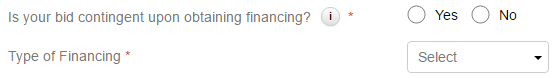 Is your bid contingent upon obtaining financing? i * Yes No
Type of Financing * Select